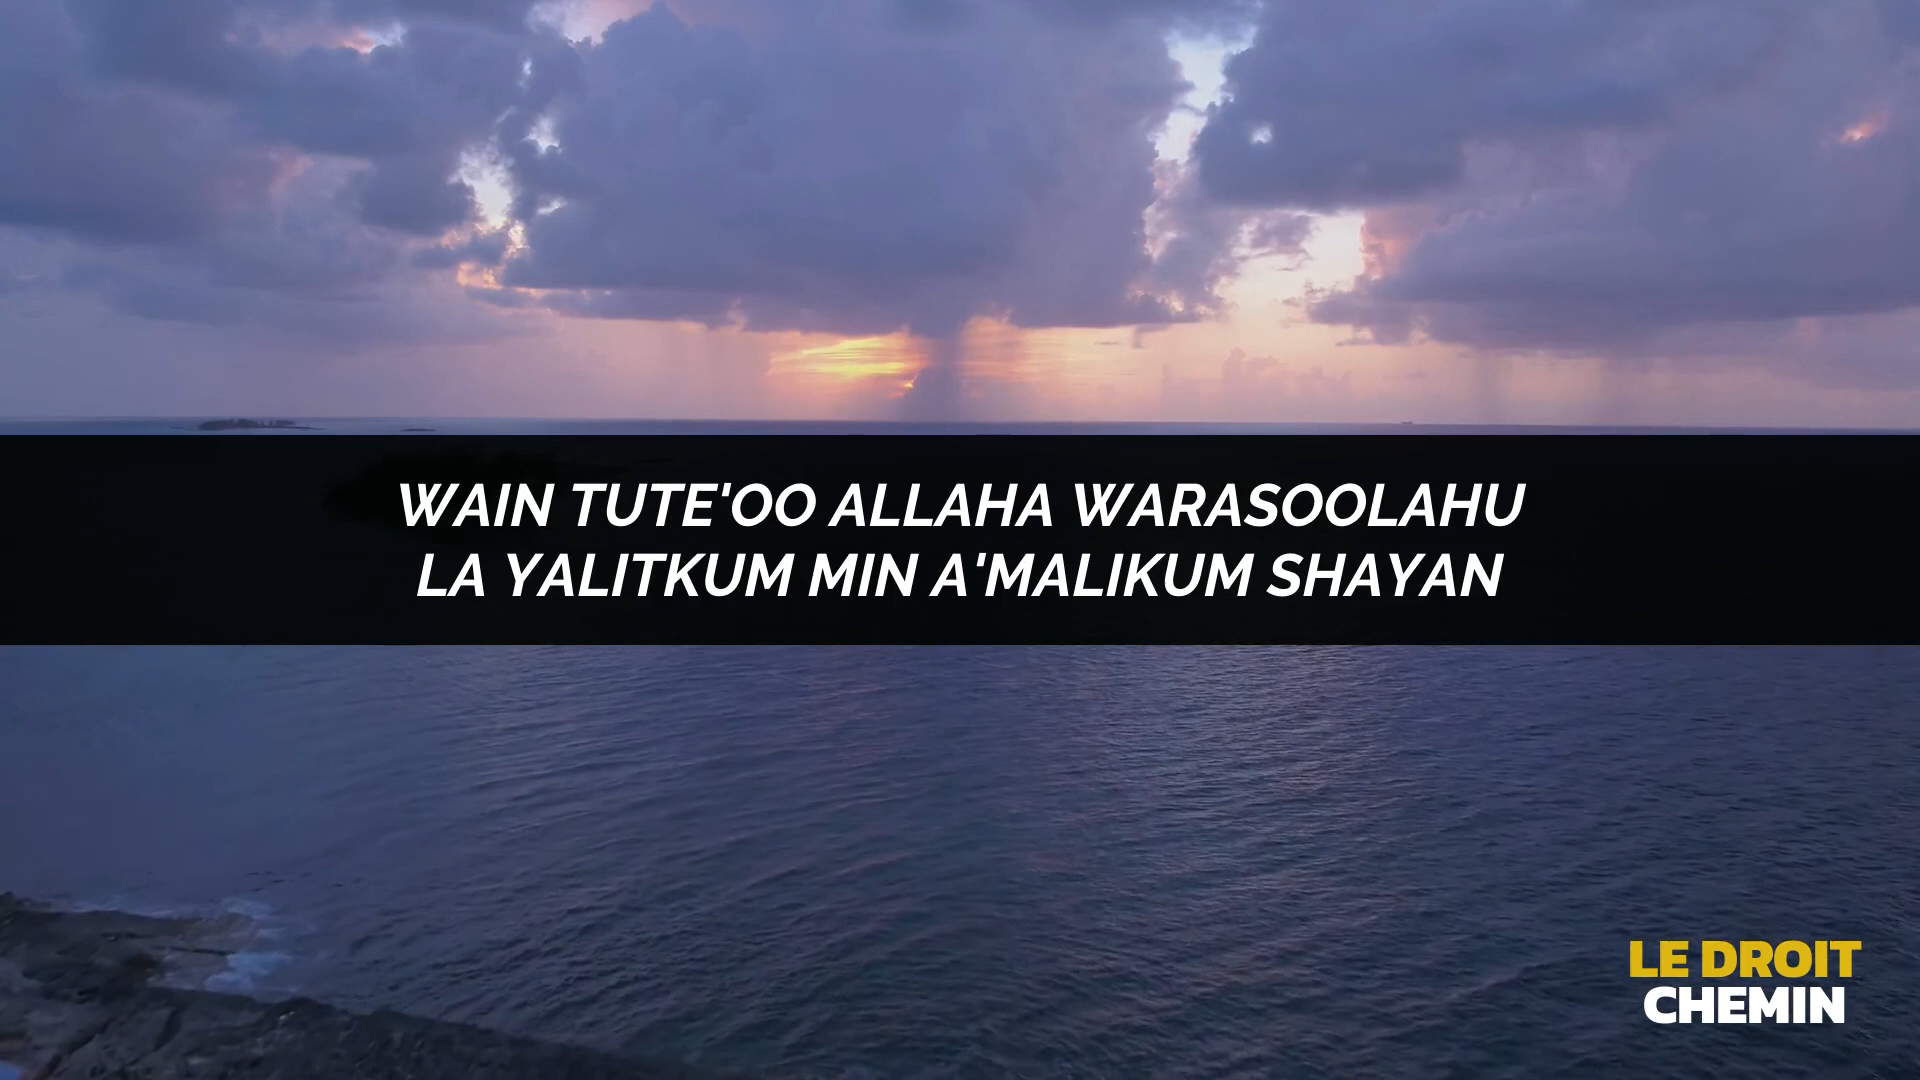 WAIN TUTE'OO ALLAHA WARASOOLAHU
LA YALITKUM MIN A'MALIKUM SHAYAN
LE DROIT
CHEMIN